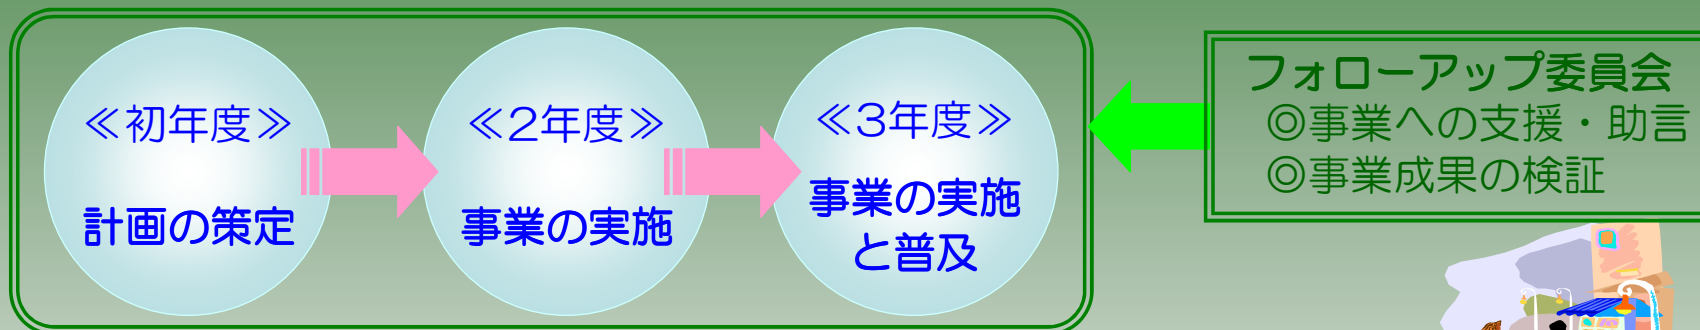 ≪初年度≫
計画の策定
≪2年度≫
事業の実施
≪3年度≫
事業の実施
と普及
フォローアップ委員会
◎事業への支援・助言
◎事業成果の検証